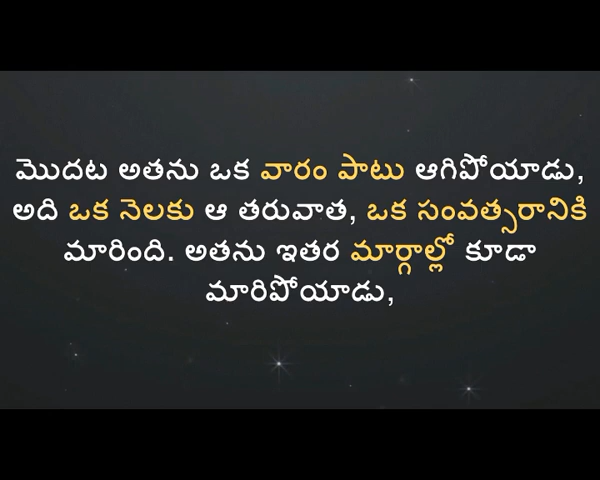 మొదట అతను ఒక వారం పాటు ఆగిపోయాడు,
అది ఒక నెలకు ఆ తరువాత, ఒక సంవత్సరానికి
మారింది. అతను ఇతర మార్గాల్లో కూడా
మారిపోయాడు,